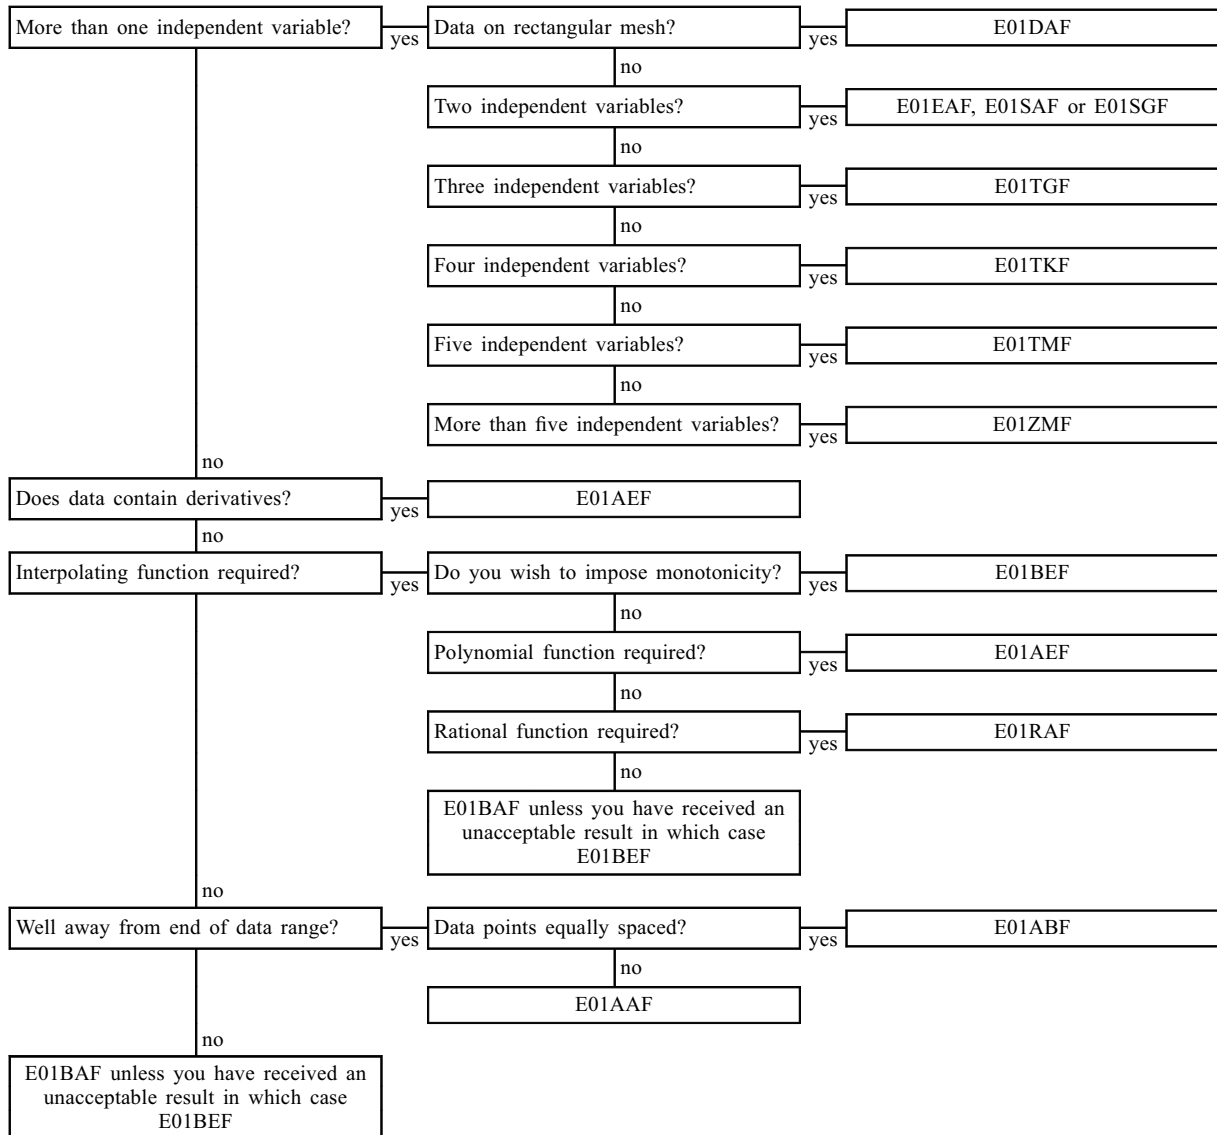 More than one independent variable?
yes
Data on rectangular mesh?
yes
E01DAF
no
Two independent variables?
yes
E01EAF, E01SAF or E01SGF
no
Three independent variables?
yes
E01TGF
no
Four independent variables?
yes
E01TKF
no
Five independent variables?
yes
E01TMF
no
More than five independent variables?
yes
E01ZMF
no
Does data contain derivatives?
yes
E01AEF
no
Interpolating function required?
yes
Do you wish to impose monotonicity?
yes
E01BEF
no
Polynomial function required?
yes
E01AEF
no
Rational function required?
yes
E01RAF
no
E01BAF unless you have received an
unacceptable result in which case
E01BEF
no
Well away from end of data range?
yes
Data points equally spaced?
yes
E01ABF
no
E01AAF
no
E01BAF unless you have received an
unacceptable result in which case
E01BEF